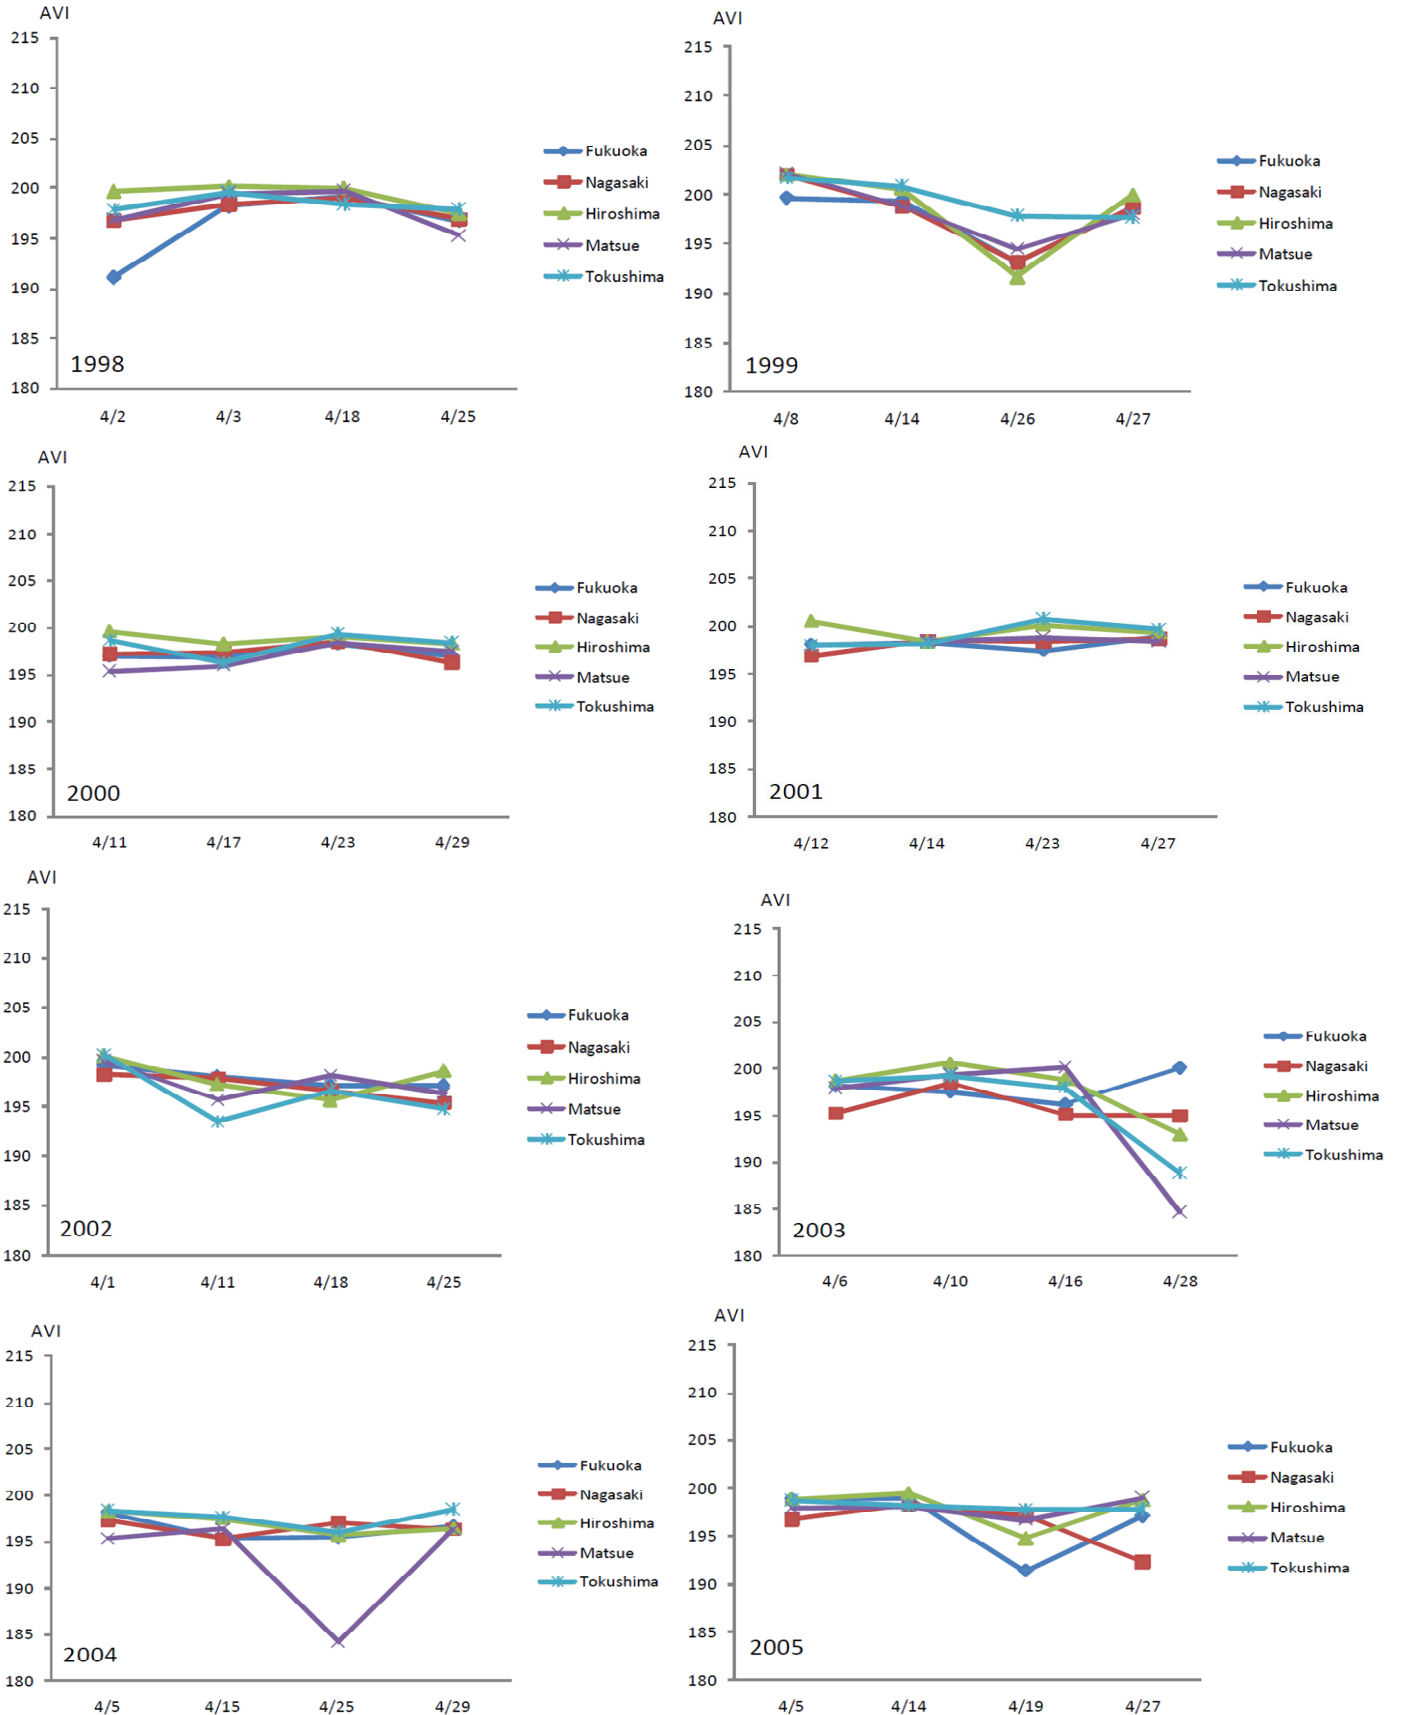 AVI
215
210
205
200
195
190
185
180
1998
4/2 4/3 4/18 4/25
Fukuoka
Nagasaki
Hiroshima
Matsue
Tokushima
AVI
215
210
205
200
195
190
185
180
1999
4/8 4/14 4/26 4/27
Fukuoka
Nagasaki
Hiroshima
Matsue
Tokushima
AVI
215
210
205
200
195
190
185
180
2000
4/11 4/17 4/23 4/29
Fukuoka
Nagasaki
Hiroshima
Matsue
Tokushima
AVI
215
210
205
200
195
190
185
180
2001
4/12 4/14 4/23 4/27
Fukuoka
Nagasaki
Hiroshima
Matsue
Tokushima
AVI
215
210
205
200
195
190
185
180
2002
4/1 4/11 4/18 4/25
Fukuoka
Nagasaki
Hiroshima
Matsue
Tokushima
AVI
215
210
205
200
195
190
185
180
2003
4/6 4/10 4/16 4/28
Fukuoka
Nagasaki
Hiroshima
Matsue
Tokushima
AVI
215
210
205
200
195
190
185
180
2004
4/5 4/15 4/25 4/29
Fukuoka
Nagasaki
Hiroshima
Matsue
Tokushima
AVI
215
210
205
200
195
190
185
180
2005
4/5 4/14 4/19 4/27
Fukuoka
Nagasaki
Hiroshima
Matsue
Tokushima